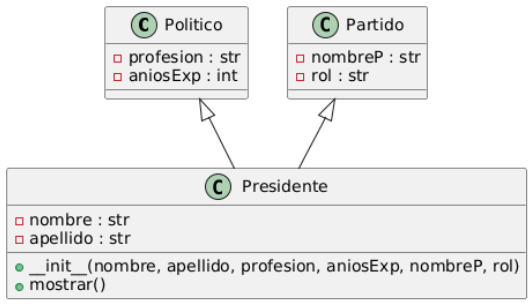 C Politico
profesion : str
aniosExp : int
C Partido
nombreP : str
rol : str
C Presidente
nombre : str
apellido : str
__init__(nombre, apellido, profesion, aniosExp, nombreP, rol)
mostrar()